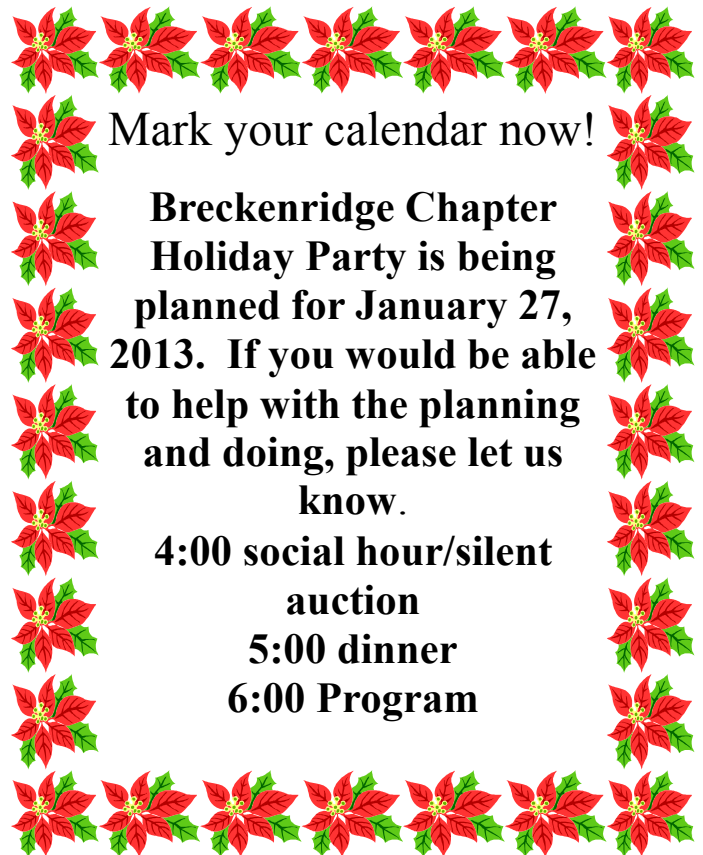 Mark your calendar now!
Breckenridge Chapter
Holiday Party is being
planned for January 27,
2013.  If you would be able
to help with the planning
and doing, please let us
know.
4:00 social hour/silent
auction
5:00 dinner
6:00 Program